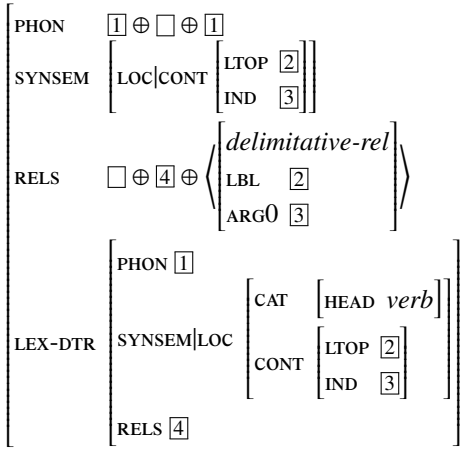 PHON 1 ⊕ □ ⊕ 1
SYNSEM LOC|CONT LTOP 2
IND 3
RELS □ ⊕ 4 ⊕ ⟨ delimitative-rel
LBL 2
ARG0 3 ⟩
LEX-DTR PHON 1
SYNSEM|LOC CAT HEAD verb
CONT LTOP 2
IND 3
RELS 4